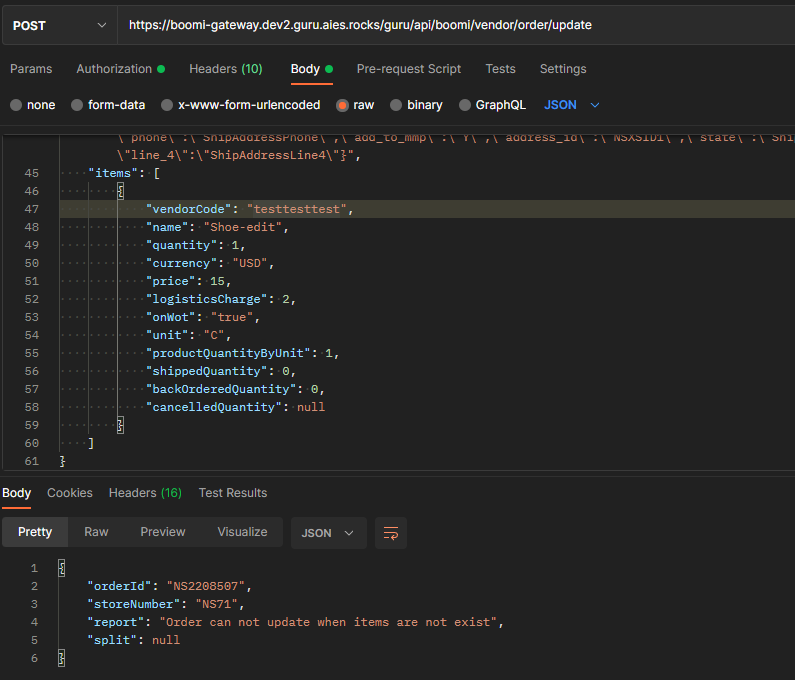 POST https://boomi-gateway.dev2.guru.aies.rocks/guru/api/boomi/vendor/order/update
Params Authorization Headers (10) Body Pre-request Script Tests Settings
none form-data x-www-form-urlencoded raw binary GraphQL JSON
\"phone\":\"ShipAddressPhone\",\"add_to_mmp\":\"Y\",\"address_id\":\"NSXSID1\",\"state\":\"Shi
\"line_4\":\"ShipAddressLine4\"}",
45 "items": [
46 {
47 "vendorCode": "testtesttest",
48 "name": "Shoe-edit",
49 "quantity": 1,
50 "currency": "USD",
51 "price": 15,
52 "logisticsCharge": 2,
53 "onWot": "true",
54 "unit": "C",
55 "productQuantityByUnit": 1,
56 "shippedQuantity": 0,
57 "backOrderedQuantity": 0,
58 "cancelledQuantity": null
59 }
60 ]
61 }
Body Cookies Headers (16) Test Results
Pretty Raw Preview Visualize JSON
1 {
2 "orderId": "NS2208507",
3 "storeNumber": "NS71",
4 "report": "Order can not update when items are not exist",
5 "split": null
6 }